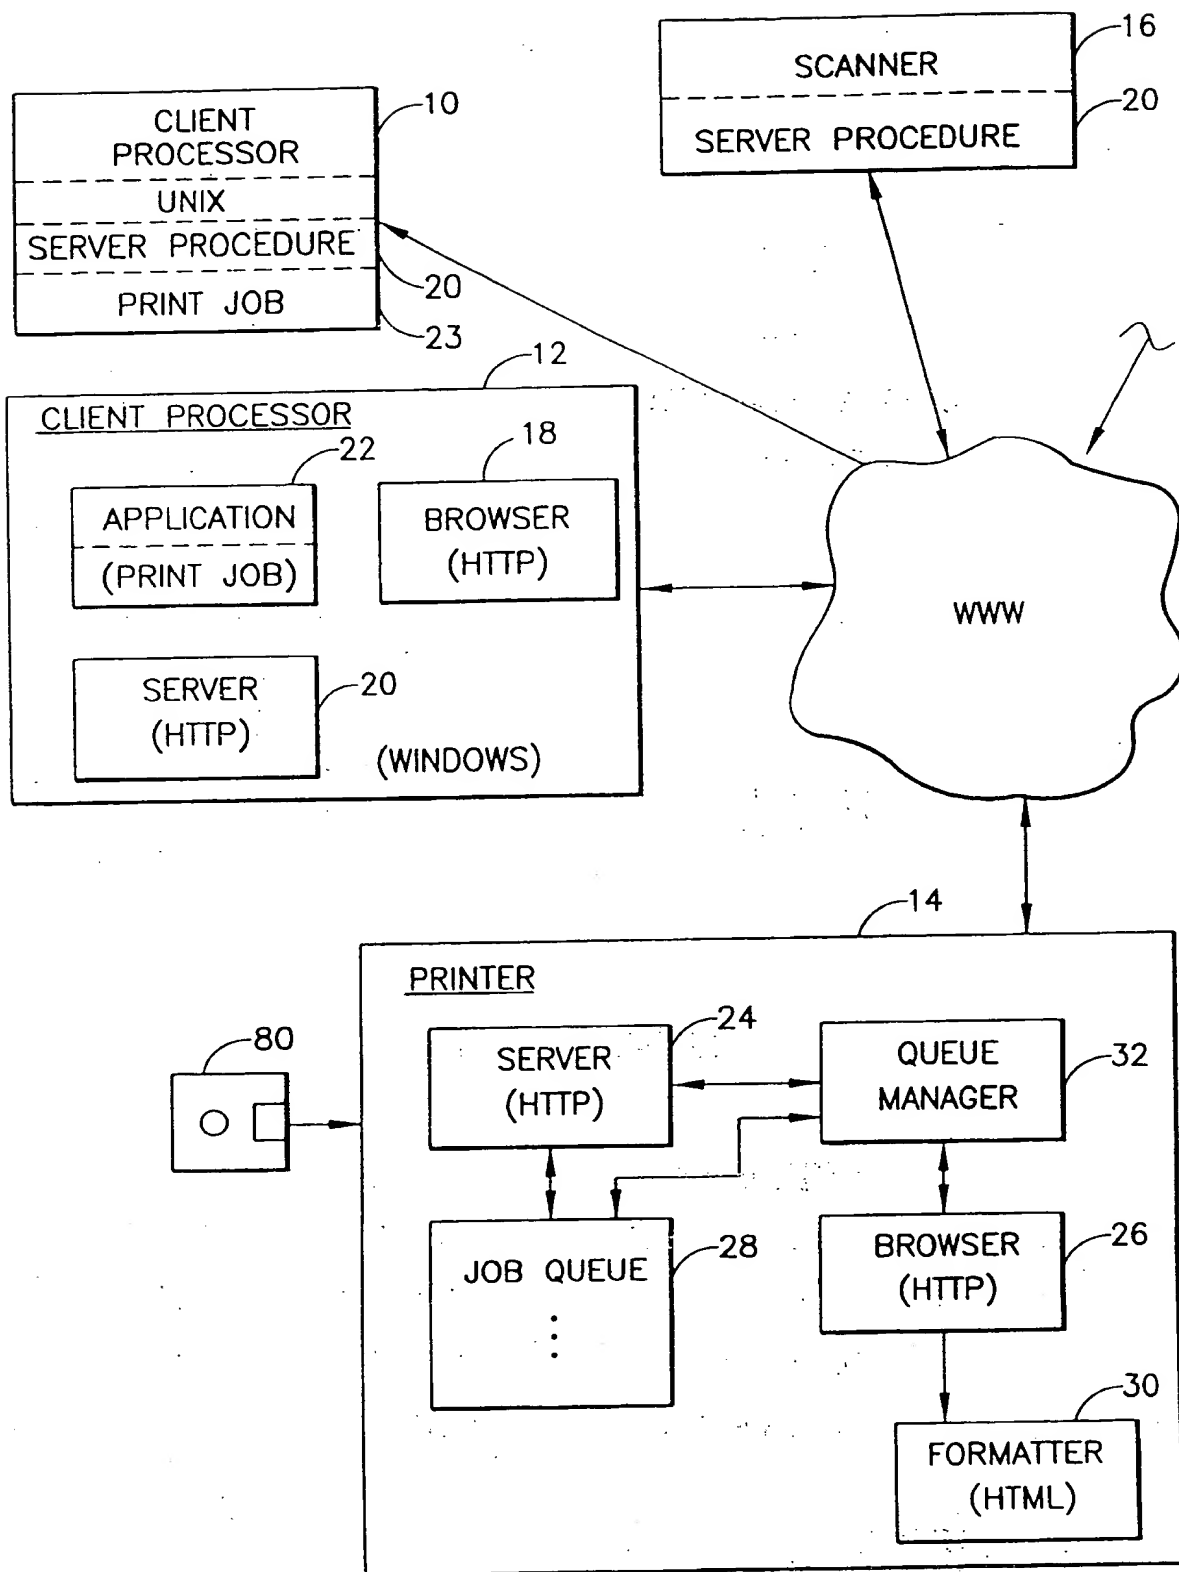 16
SCANNER
20
SERVER PROCEDURE
10
CLIENT
PROCESSOR
UNIX
SERVER PROCEDURE
20
PRINT JOB
23
12
CLIENT PROCESSOR
22
18
APPLICATION
(PRINT JOB)
BROWSER
(HTTP)
WWW
SERVER
(HTTP)
20
(WINDOWS)
14
PRINTER
24
SERVER
(HTTP)
QUEUE
MANAGER
32
80
JOB QUEUE
28
BROWSER
(HTTP)
26
30
FORMATTER
(HTML)